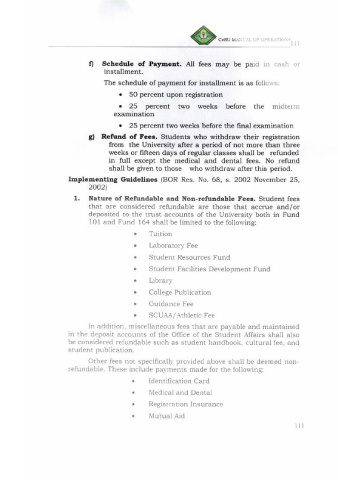 CvSU MANUAL OF OPERATIONS
111
f) Schedule of Payment. All fees may be paid in cash or
installment.
The schedule of payment for installment is as follows:
• 50 percent upon registration
• 25 percent two weeks before the midterm
examination
• 25 percent two weeks before the final examination
g) Refund of Fees. Students who withdraw their registration
from the University after a period of not more than three
weeks or fifteen days of regular classes shall be refunded
in full except the medical and dental fees. No refund
shall be given to those who withdraw after this period.
Implementing Guidelines (BOR Res. No. 68, s. 2002 November 25,
2002)
1. Nature of Refundable and Non-refundable Fees. Student fees
that are considered refundable are those that accrue and/or
deposited to the trust accounts of the University both in Fund
101 and Fund 164 shall be limited to the following:
• Tuition
• Laboratory Fee
• Student Resources Fund
• Student Facilities Development Fund
• Library
• College Publication
• Guidance Fee
• SCUAA/Athletic Fee
In addition, miscellaneous fees that are payable and maintained
in the deposit accounts of the Office of the Student Affairs shall also
be considered refundable such as student handbook, cultural fee, and
student publication.
Other fees not specifically provided above shall be deemed non-
refundable. These include payments made for the following:
• Identification Card
• Medical and Dental
• Registration Insurance
• Mutual Aid
111